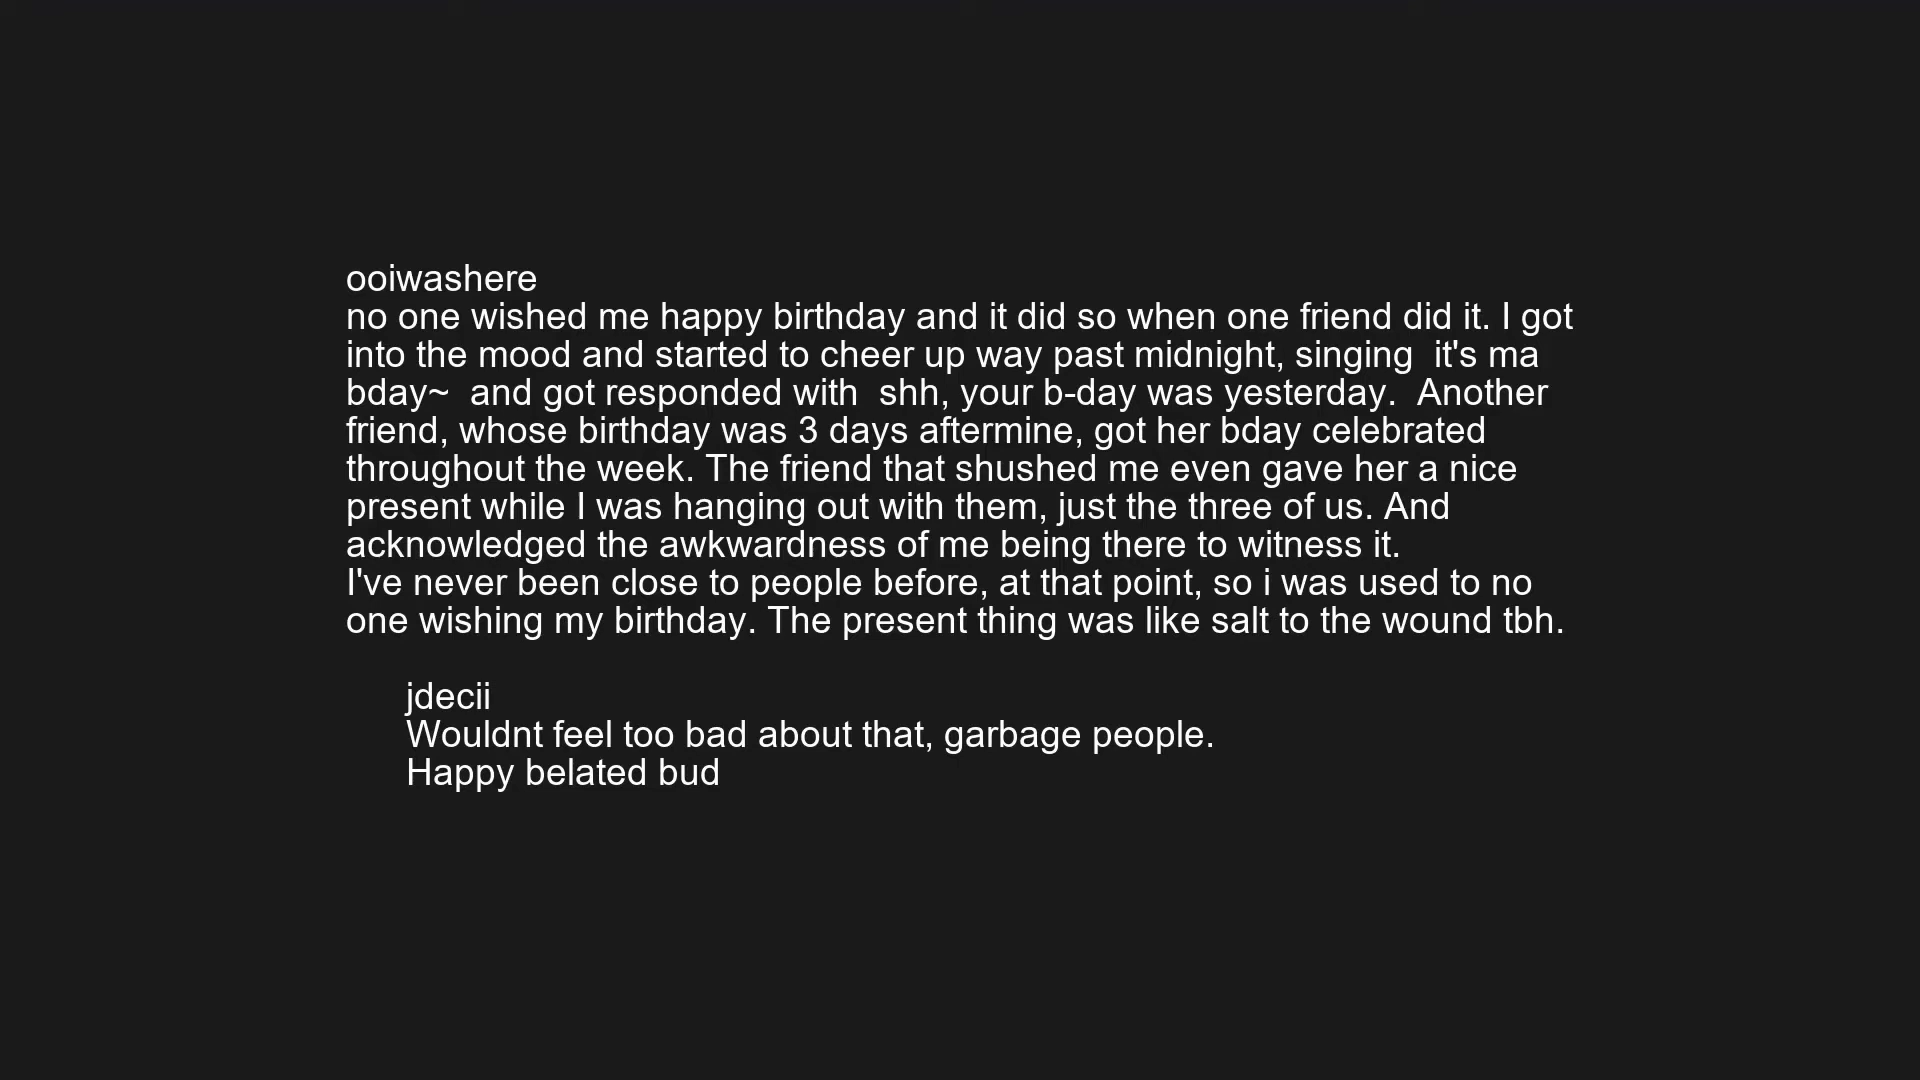 ooiwashere
no one wished me happy birthday and it did so when one friend did it. I got
into the mood and started to cheer up way past midnight, singing  it's ma
bday~  and got responded with  shh, your b-day was yesterday.  Another
friend, whose birthday was 3 days aftermine, got her bday celebrated
throughout the week. The friend that shushed me even gave her a nice
present while I was hanging out with them, just the three of us. And
acknowledged the awkwardness of me being there to witness it.
I've never been close to people before, at that point, so i was used to no
one wishing my birthday. The present thing was like salt to the wound tbh.
jdecii
Wouldnt feel too bad about that, garbage people.
Happy belated bud